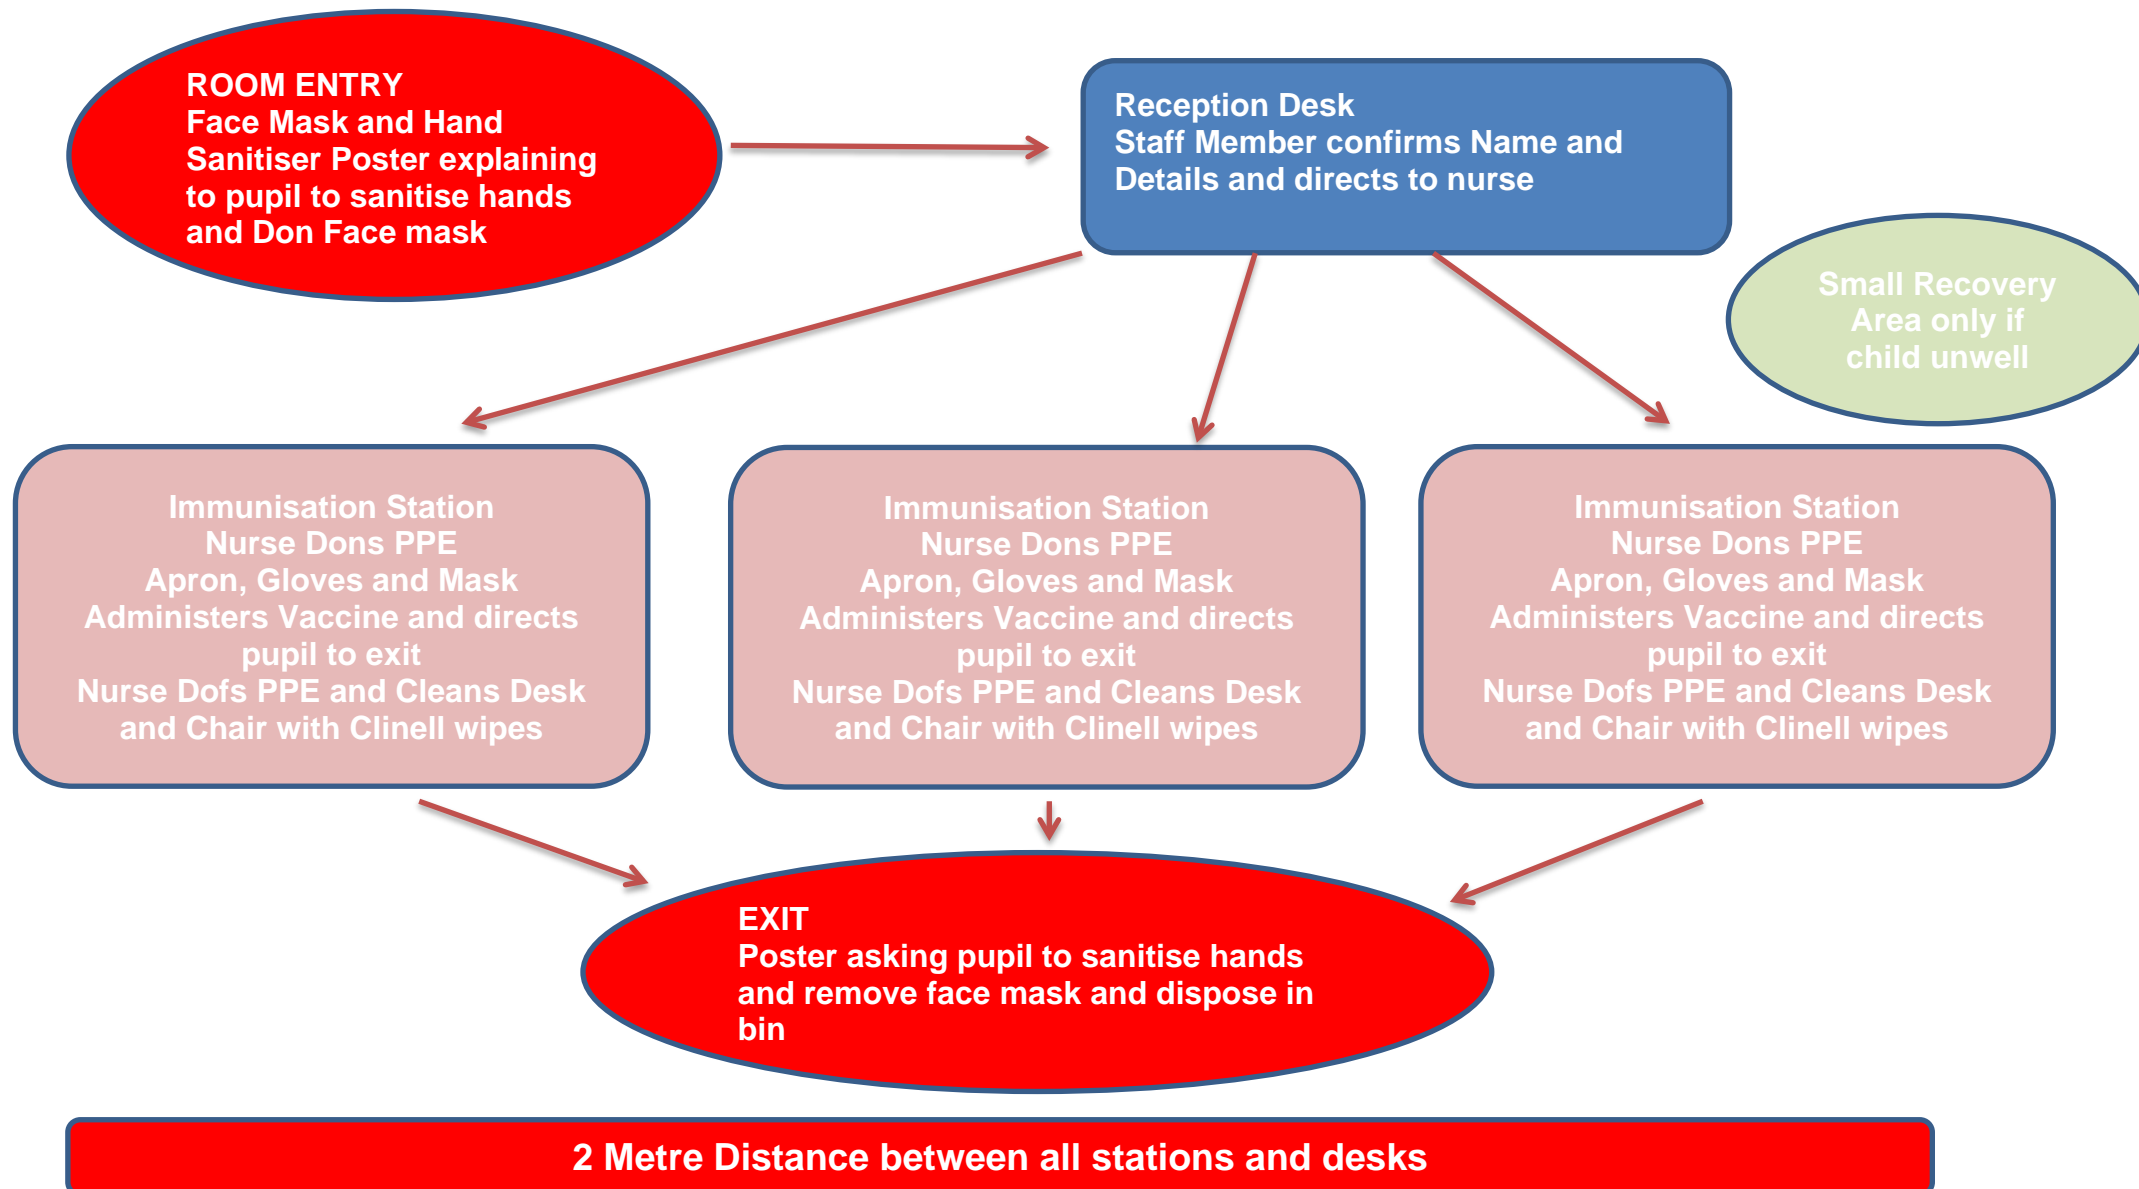 ROOM ENTRY
Face Mask and Hand
Sanitiser Poster explaining
to pupil to sanitise hands
and Don Face mask
Reception Desk
Staff Member confirms Name and
Details and directs to nurse
Small Recovery
Area only if
child unwell
Immunisation Station
Nurse Dons PPE
Apron, Gloves and Mask
Administers Vaccine and directs
pupil to exit
Nurse Dofs PPE and Cleans Desk
and Chair with Clinell wipes
Immunisation Station
Nurse Dons PPE
Apron, Gloves and Mask
Administers Vaccine and directs
pupil to exit
Nurse Dofs PPE and Cleans Desk
and Chair with Clinell wipes
Immunisation Station
Nurse Dons PPE
Apron, Gloves and Mask
Administers Vaccine and directs
pupil to exit
Nurse Dofs PPE and Cleans Desk
and Chair with Clinell wipes
EXIT
Poster asking pupil to sanitise hands
and remove face mask and dispose in
bin
2 Metre Distance between all stations and desks